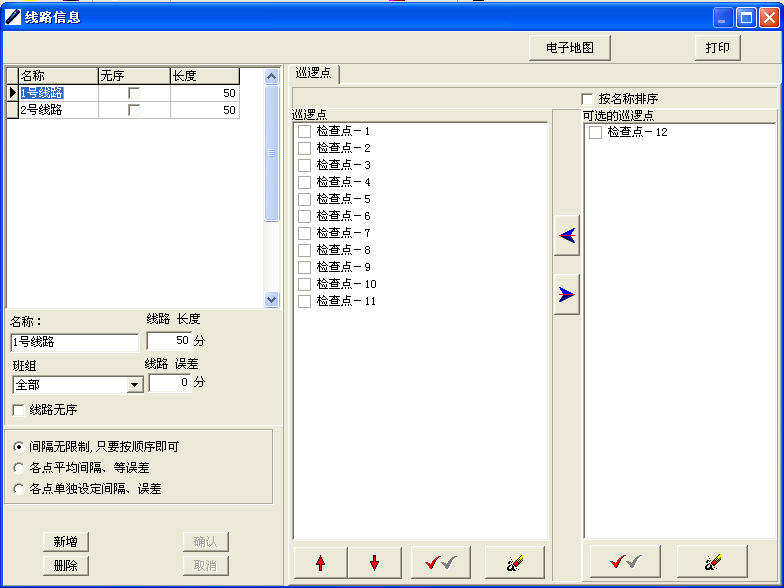 线路信息
电子地图 打印
名称 无序 长度
1号线路 50
2号线路 50
名称：
线路 长度
1号线路 50 分
班组
线路 误差
全部 0 分
线路无序
间隔无限制,只要按顺序即可
各点平均间隔、等误差
各点单独设定间隔、误差
新增 确认
删除 取消
巡逻点
按名称排序
巡逻点
检查点－1
检查点－2
检查点－3
检查点－4
检查点－5
检查点－6
检查点－7
检查点－8
检查点－9
检查点－10
检查点－11
可选的巡逻点
检查点－12